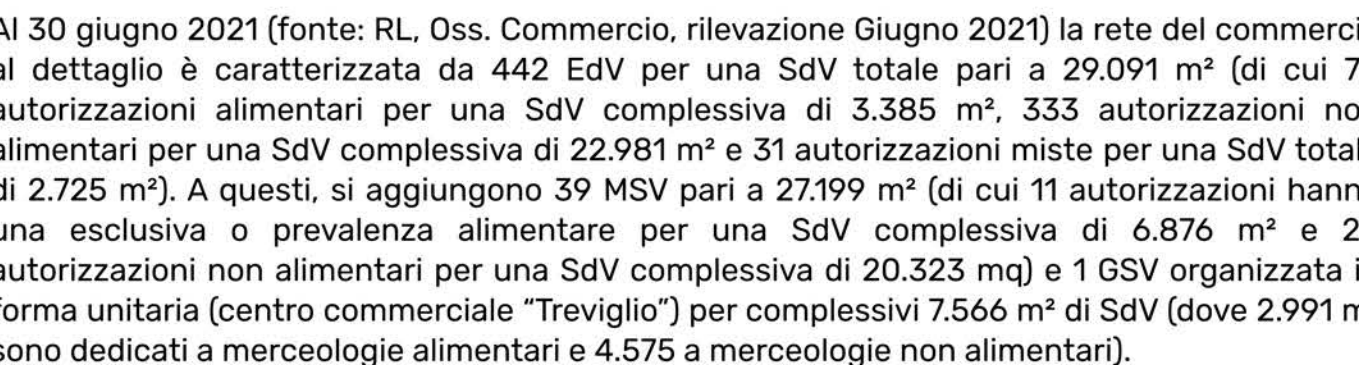 Al 30 giugno 2021 (fonte: RL, Oss. Commercio, rilevazione Giugno 2021) la rete del commerci
al dettaglio è caratterizzata da 442 EdV per una SdV totale pari a 29.091 m² (di cui 7
autorizzazioni alimentari per una SdV complessiva di 3.385 m², 333 autorizzazioni no
alimentari per una SdV complessiva di 22.981 m² e 31 autorizzazioni miste per una SdV total
di 2.725 m²). A questi, si aggiungono 39 MSV pari a 27.199 m² (di cui 11 autorizzazioni hann
una esclusiva o prevalenza alimentare per una SdV complessiva di 6.876 m² e 2
autorizzazioni non alimentari per una SdV complessiva di 20.323 mq) e 1 GSV organizzata i
forma unitaria (centro commerciale “Treviglio”) per complessivi 7.566 m² di SdV (dove 2.991 m
sono dedicati a merceologie alimentari e 4.575 a merceologie non alimentari).